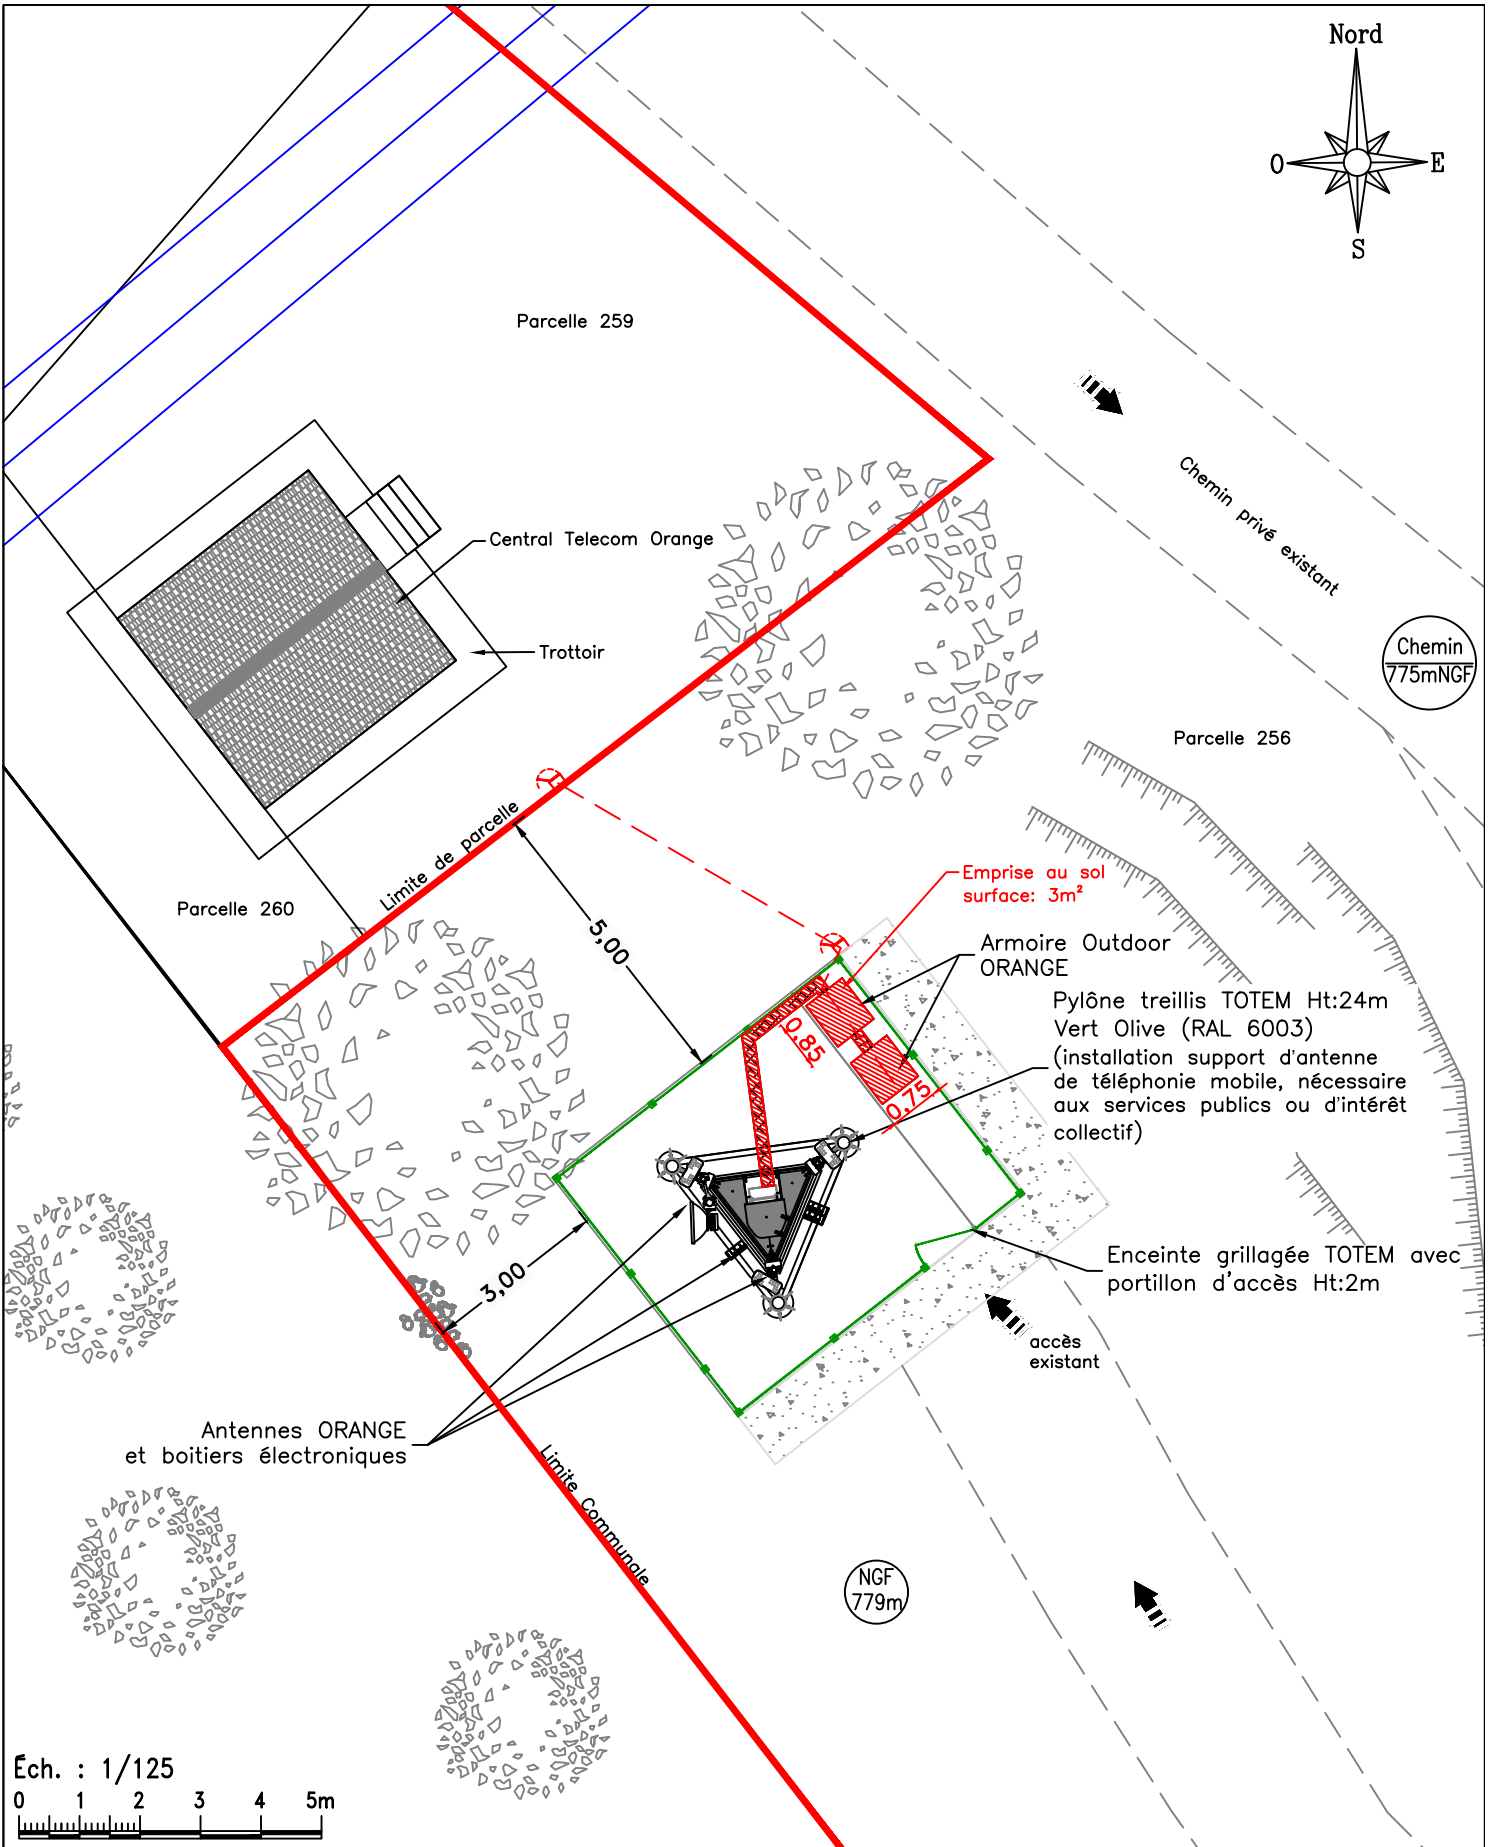 Nord
O
E
S
Parcelle 259
Chemin privé existant
Central Telecom Orange
Trottoir
Chemin
775mNGF
Parcelle 256
Limite de parcelle
Parcelle 260
5,00
Emprise au sol
surface: 3m²
Armoire Outdoor
ORANGE
Pylône treillis TOTEM Ht:24m
Vert Olive (RAL 6003)
(installation support d'antenne
de téléphonie mobile, nécessaire
aux services publics ou d'intérêt
collectif)
0,85
0,75
3,00
Enceinte grillagée TOTEM avec
portillon d'accès Ht:2m
accès
existant
Antennes ORANGE
et boitiers électroniques
Limite Communale
NGF
779m
Éch. : 1/125
0 1 2 3 4 5m